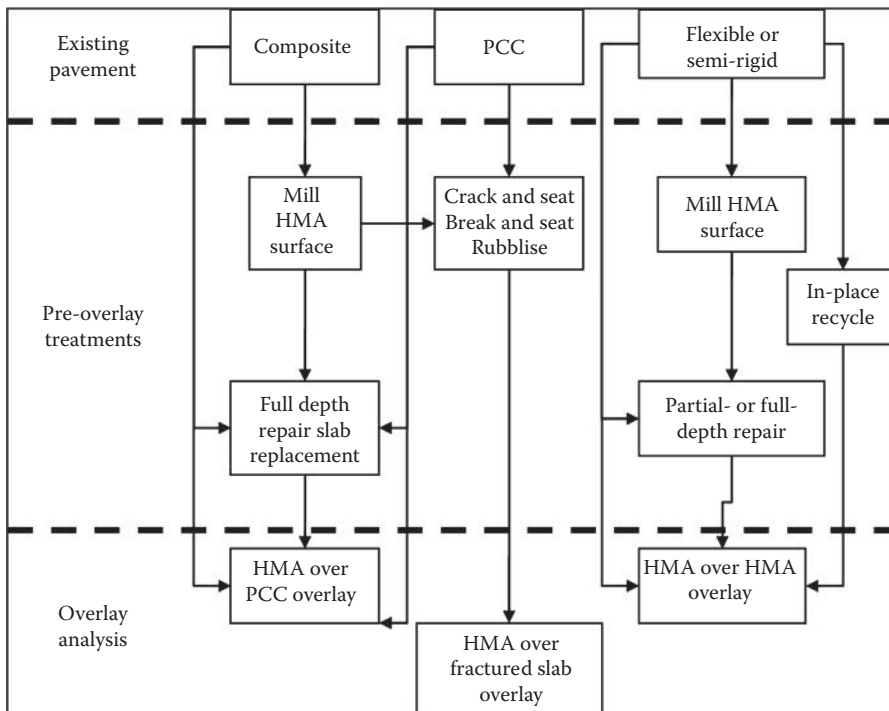 Existing
pavement
Composite
PCC
Flexible or
semi-rigid
Pre-overlay
treatments
Mill
HMA
surface
Crack and seat
Break and seat
Rubblise
Mill HMA
surface
In-place
recycle
Full depth
repair slab
replacement
Partial- or full-
depth repair
Overlay
analysis
HMA over
PCC overlay
HMA over
fractured slab
overlay
HMA over HMA
overlay